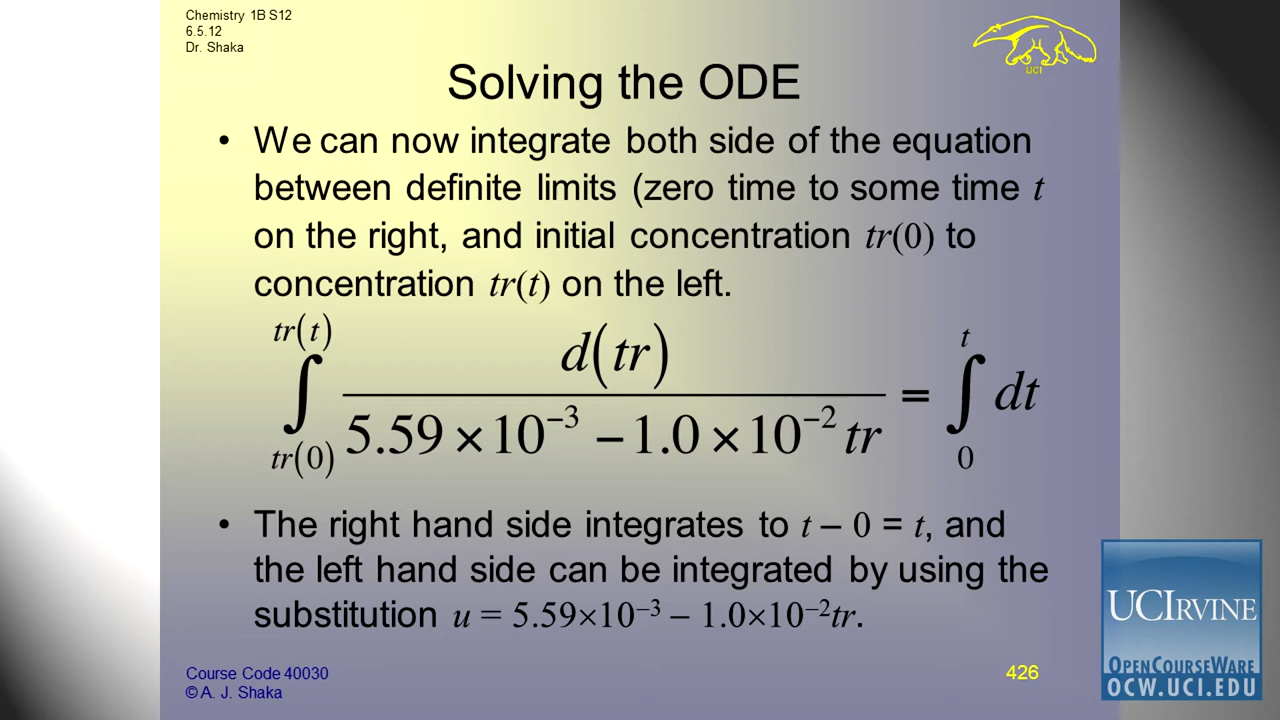 Chemistry 1B S12
6.5.12
Dr. Shaka
UCI
Solving the ODE
• We can now integrate both side of the equation
between definite limits (zero time to some time t
on the right, and initial concentration tr(0) to
concentration tr(t) on the left.
∫_{tr(0)}^{tr(t)} d(tr) / (5.59 × 10⁻³ − 1.0 × 10⁻² tr) = ∫_{0}^{t} dt
• The right hand side integrates to t – 0 = t, and
the left hand side can be integrated by using the
substitution u = 5.59×10⁻³ – 1.0×10⁻²tr.
Course Code 40030
© A. J. Shaka
426
UCIRVINE
OPENCOURSEWARE
OCW.UCI.EDU